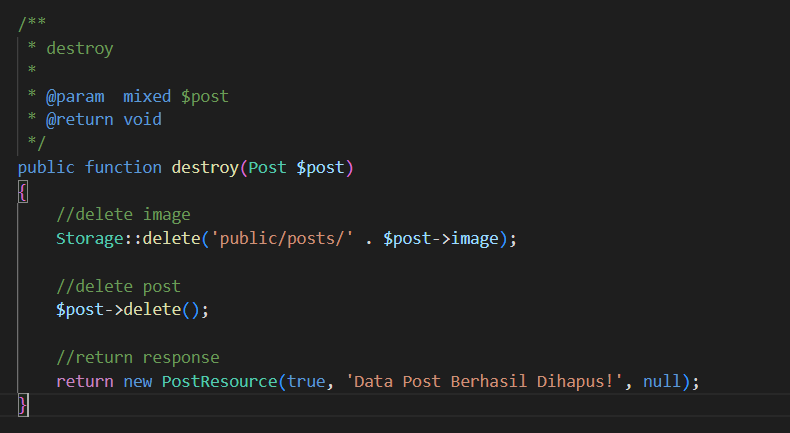 /**
 * destroy
 *
 * @param  mixed $post
 * @return void
 */
public function destroy(Post $post)
{
    //delete image
    Storage::delete('public/posts/' . $post->image);

    //delete post
    $post->delete();

    //return response
    return new PostResource(true, 'Data Post Berhasil Dihapus!', null);
}